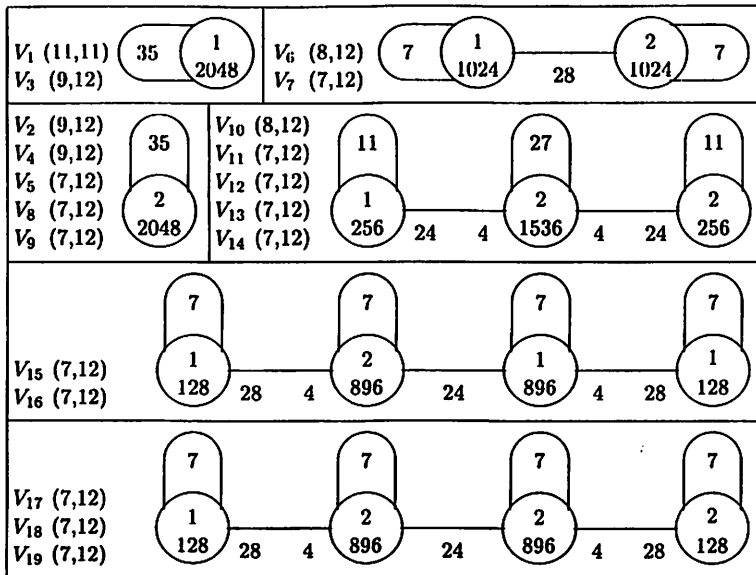 V₁ (11,11)
V₃ (9,12)
35
1
2048
V₆ (8,12)
V₇ (7,12)
7
1
1024
28
2
1024
7
V₂ (9,12)
V₄ (9,12)
V₅ (7,12)
V₈ (7,12)
V₉ (7,12)
35
2
2048
V₁₀ (8,12)
V₁₁ (7,12)
V₁₂ (7,12)
V₁₃ (7,12)
V₁₄ (7,12)
11 27 11
1 2 2
256 24 4 1536 4 24 256
7 7 7 7
1 2 1 1
V₁₅ (7,12)
V₁₆ (7,12)
128 28 4 896 24 896 4 28 128
7 7 7 7
V₁₇ (7,12)
V₁₈ (7,12)
V₁₉ (7,12)
1 2 2 2
128 28 4 896 24 896 4 28 128